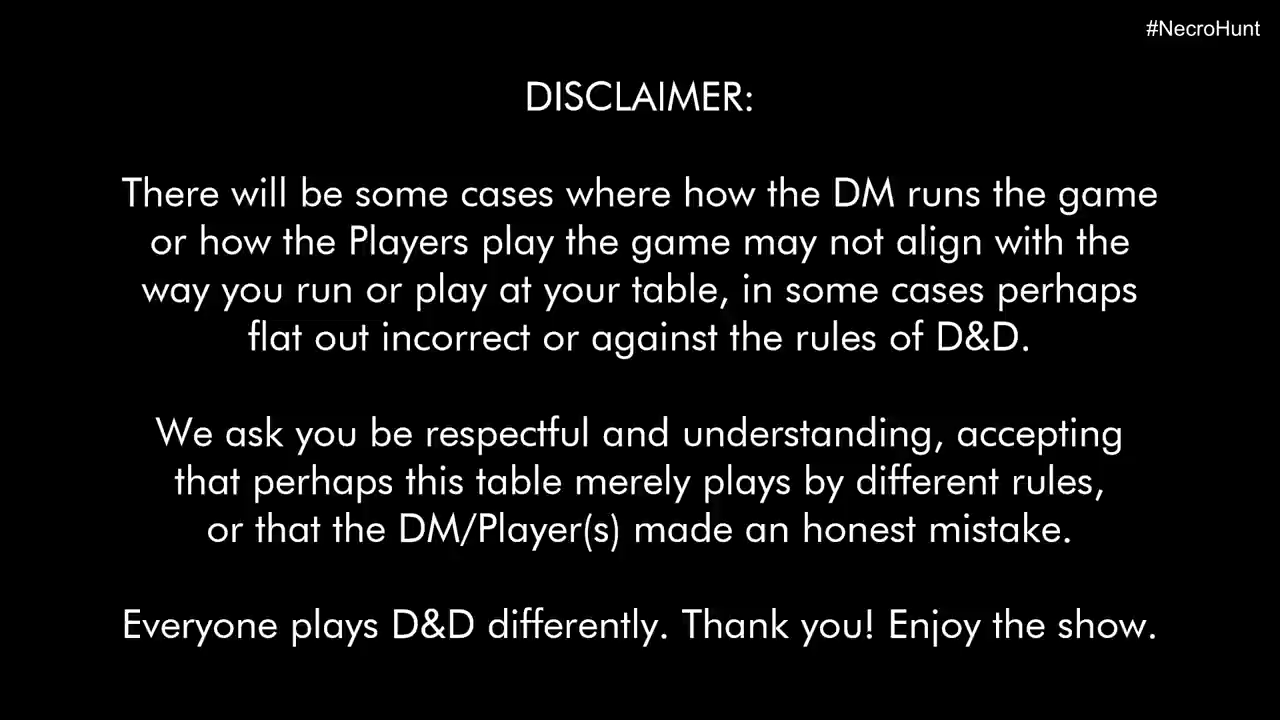 #NecroHunt
DISCLAIMER:
There will be some cases where how the DM runs the game
or how the Players play the game may not align with the
way you run or play at your table, in some cases perhaps
flat out incorrect or against the rules of D&D.
We ask you be respectful and understanding, accepting
that perhaps this table merely plays by different rules,
or that the DM/Player(s) made an honest mistake.
Everyone plays D&D differently. Thank you! Enjoy the show.